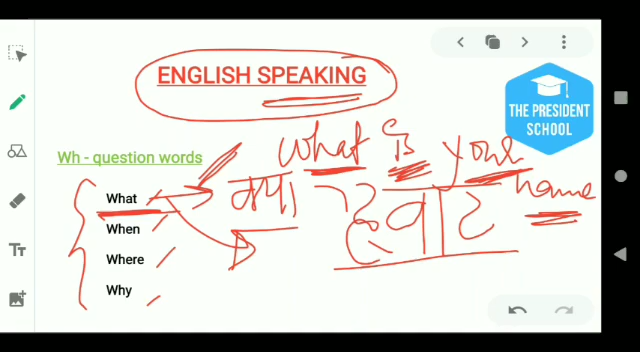 ENGLISH SPEAKING
THE PRESIDENT
SCHOOL
Wh - question words
what is your
name
What
क्या
When
Where
Why